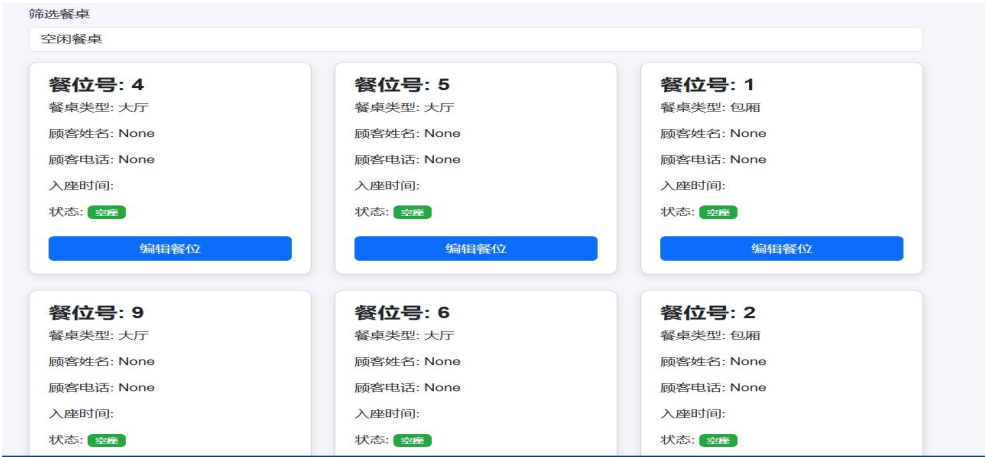 筛选餐桌
空闲餐桌
餐位号: 4
餐桌类型: 大厅
顾客姓名: None
顾客电话: None
入座时间:
状态: 空座
编辑餐位
餐位号: 5
餐桌类型: 大厅
顾客姓名: None
顾客电话: None
入座时间:
状态: 空座
编辑餐位
餐位号: 1
餐桌类型: 包厢
顾客姓名: None
顾客电话: None
入座时间:
状态: 空座
编辑餐位
餐位号: 9
餐桌类型: 大厅
顾客姓名: None
顾客电话: None
入座时间:
状态: 空座
餐位号: 6
餐桌类型: 大厅
顾客姓名: None
顾客电话: None
入座时间:
状态: 空座
餐位号: 2
餐桌类型: 包厢
顾客姓名: None
顾客电话: None
入座时间:
状态: 空座